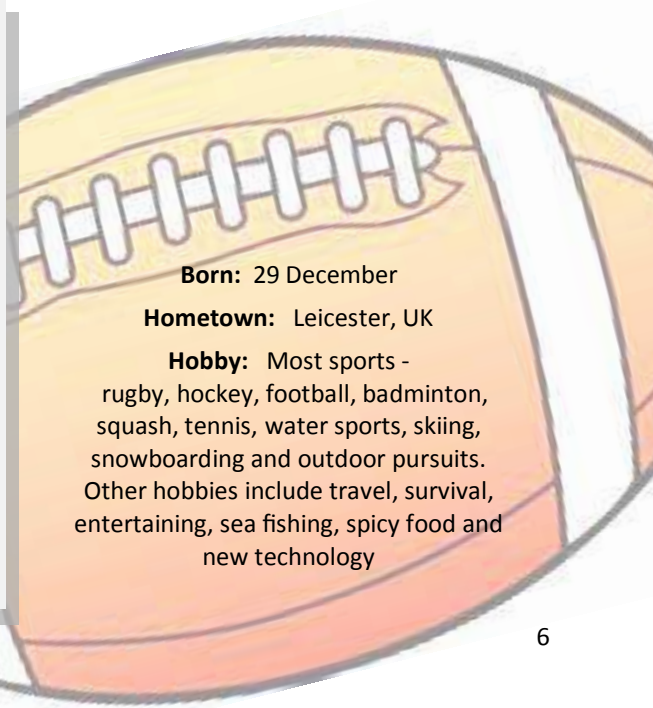 Born: 29 December
Hometown: Leicester, UK
Hobby: Most sports -
rugby, hockey, football, badminton,
squash, tennis, water sports, skiing,
snowboarding and outdoor pursuits.
Other hobbies include travel, survival,
entertaining, sea fishing, spicy food and
new technology
6